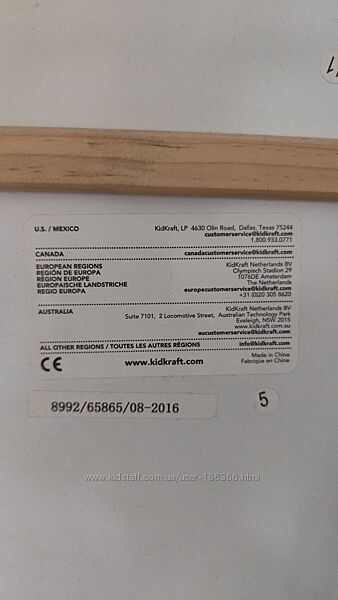 11
U.S. / MEXICO
KidKraft, LP 4630 Olin Road, Dallas, Texas 75244
customerservice@kidkraft.com
1.800.933.0771
CANADA
canadacustomerservice@kidkraft.com
EUROPEAN REGIONS
REGIÓN DE EUROPA
RÉGION EUROPE
EUROPAISCHE LANDSTRICHE
REGIO EUROPA
KidKraft Netherlands BV
Olympisch Stadion 29
1076DE Amsterdam
The Netherlands
europecustomerservice@kidkraft.com
+31 (0)20 305 8620
AUSTRALIA
KidKraft Netherlands BV
Suite 7101, 2 Locomotive Street, Australian Technology Park
Eveleigh, NSW 2015
www.kidkraft.com.au
aucustomerservice@kidkraft.com
ALL OTHER REGIONS / TOUTES LES AUTRES RÉGIONS
info@kidkraft.com
CE
www.kidkraft.com
Made in China
Fabriqué en Chine
8992/65865/08-2016
5
www.kidstaff.com.ua/user-186366.html